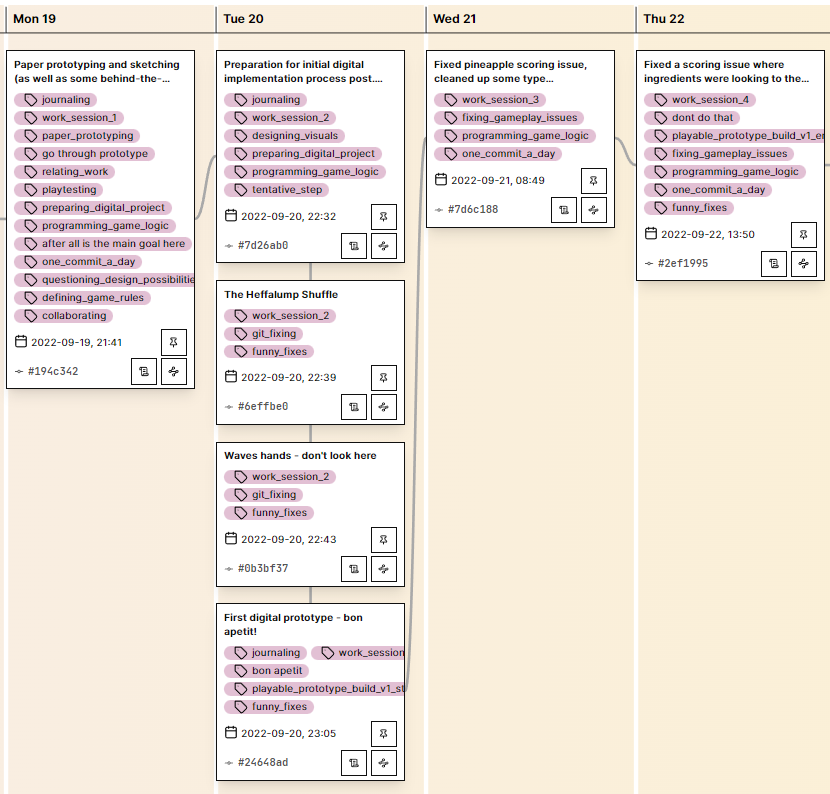 Mon 19
Tue 20
Wed 21
Thu 22
Paper prototyping and sketching
(as well as some behind-the-...
journaling
work_session_1
paper_prototyping
go through prototype
relating_work
playtesting
preparing_digital_project
programming_game_logic
after all is the main goal here
one_commit_a_day
questioning_design_possibilitie
defining_game_rules
collaborating
2022-09-19, 21:41
#194c342
Preparation for initial digital
implementation process post....
journaling
work_session_2
designing_visuals
preparing_digital_project
programming_game_logic
tentative_step
2022-09-20, 22:32
#7d26ab0
The Heffalump Shuffle
work_session_2
git_fixing
funny_fixes
2022-09-20, 22:39
#6effbe0
Waves hands - don't look here
work_session_2
git_fixing
funny_fixes
2022-09-20, 22:43
#0b3bf37
First digital prototype - bon
apetit!
journaling work_session
bon apetit
playable_prototype_build_v1_st
funny_fixes
2022-09-20, 23:05
#24648ad
Fixed pineapple scoring issue,
cleaned up some type...
work_session_3
fixing_gameplay_issues
programming_game_logic
one_commit_a_day
2022-09-21, 08:49
#7d6c188
Fixed a scoring issue where
ingredients were looking to the...
work_session_4
dont do that
playable_prototype_build_v1_er
fixing_gameplay_issues
programming_game_logic
one_commit_a_day
funny_fixes
2022-09-22, 13:50
#2ef1995